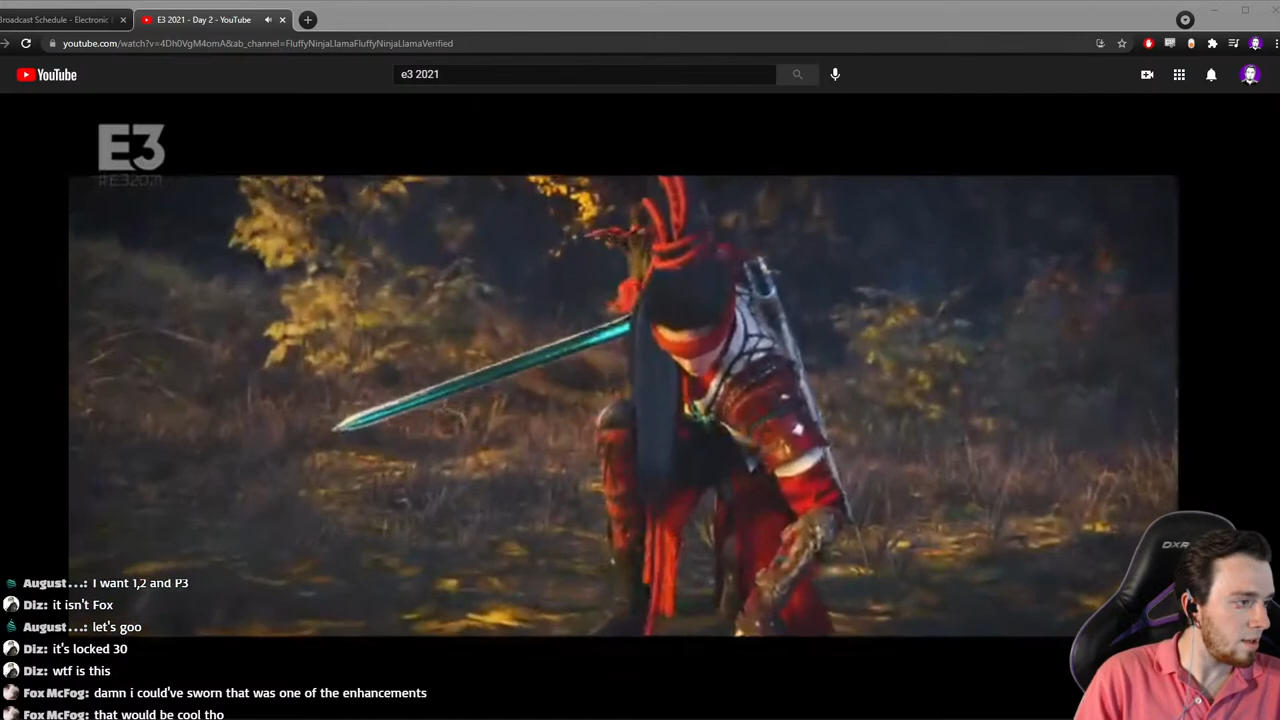 Broadcast Schedule - Electronic
E3 2021 - Day 2 - YouTube
youtube.com/watch?v=4Dh0VgM4omA&ab_channel=FluffyNinjaLlamaFluffyNinjaLlamaVerified
YouTube
e3 2021
E3
#E32021
DXR
August...: I want 1,2 and P3
Diz: it isn't Fox
August...: let's goo
Diz: it's locked 30
Diz: wtf is this
Fox McFog: damn i could've sworn that was one of the enhancements
Fox McFog: that would be cool tho